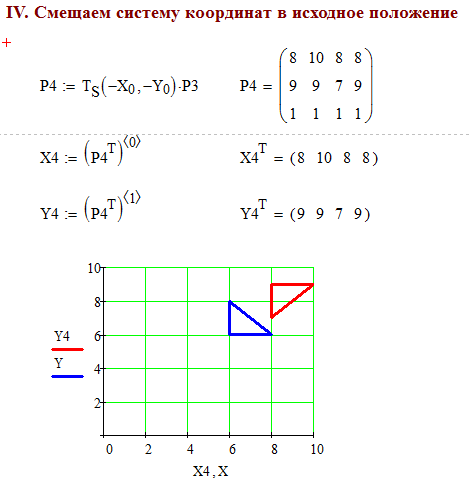 IV. Смещаем систему координат в исходное положение
+
P4 := TS(−X0, −Y0)·P3 P4 = (8 10 8 8
9 9 7 9
1 1 1 1)
X4 := (P4^T)^⟨0⟩ X4^T = (8 10 8 8)
Y4 := (P4^T)^⟨1⟩ Y4^T = (9 9 7 9)
10
8
Y4 6
Y 4
2
0 2 4 6 8 10
X4, X